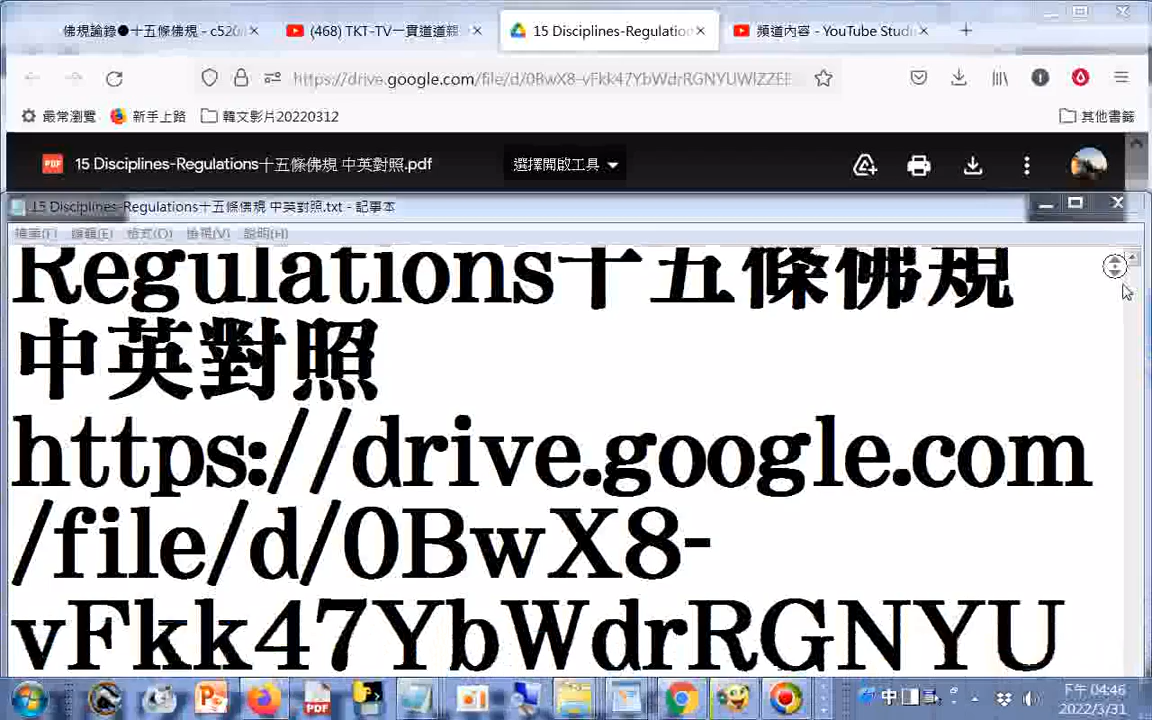 佛規論錄●十五條佛規 - c520
(468) TKT-TV一貫道道親
15 Disciplines-Regulation
頻道內容 - YouTube Studi
https://drive.google.com/file/d/0BwX8-vFkk47YbWdrRGNYUWlZZEE
最常瀏覽
新手上路
韓文影片20220312
其他書籤
PDF
15 Disciplines-Regulations十五條佛規 中英對照.pdf
選擇開啟工具
15 Disciplines-Regulations十五條佛規 中英對照.txt - 記事本
檔案(F) 編輯(E) 格式(O) 檢視(V) 說明(H)
Regulations十五條佛規
中英對照
https://drive.google.com
/file/d/0BwX8-
vFkk47YbWdrRGNYU
PDF
中
下午 04:46
2022/3/31